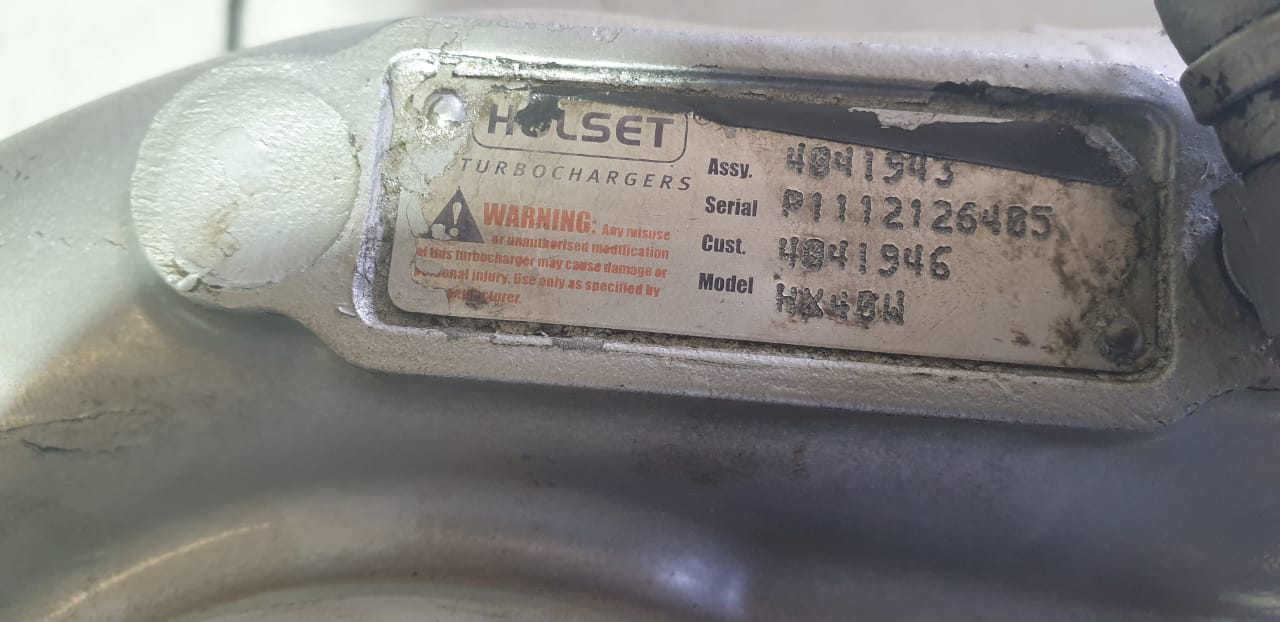 HOLSET
TURBOCHARGERS
WARNING: Any misuse
or unauthorised modification
of this turbocharger may cause damage or
personal injury. Use only as specified by
Assy. 4041943
Serial P1112126405
Cust. 4041946
Model HX40W